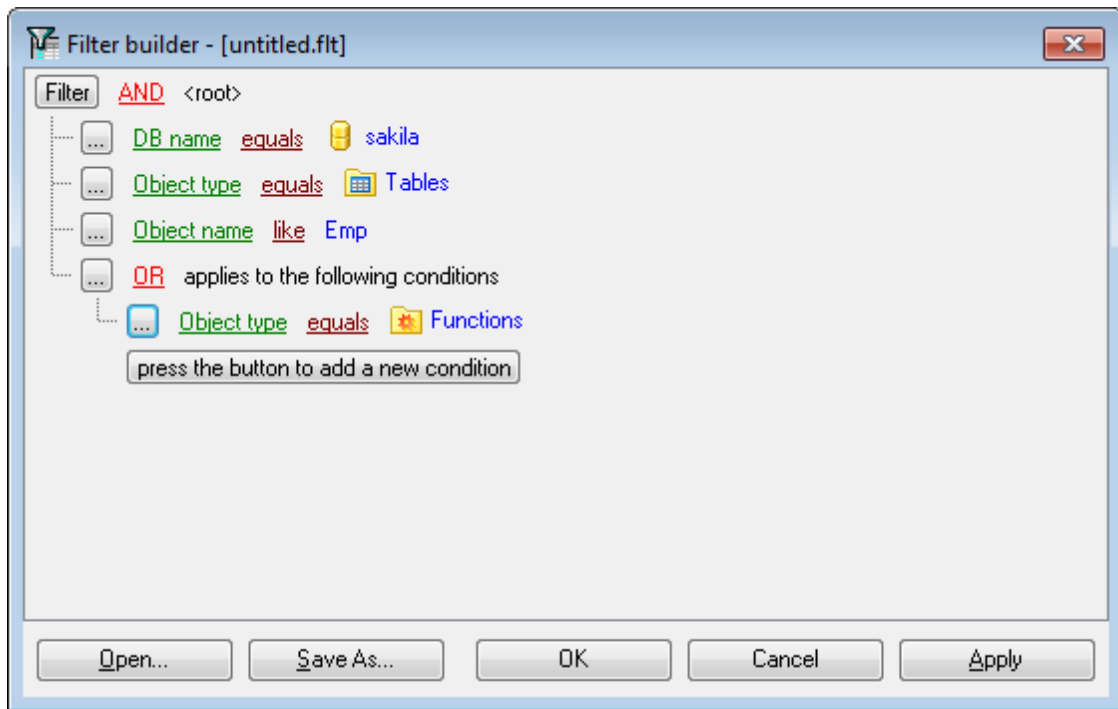 Filter builder - [untitled.flt]
Filter AND <root>
... DB name equals sakila
... Object type equals Tables
... Object name like Emp
... OR applies to the following conditions
... Object type equals Functions
press the button to add a new condition
Open... Save As... OK Cancel Apply